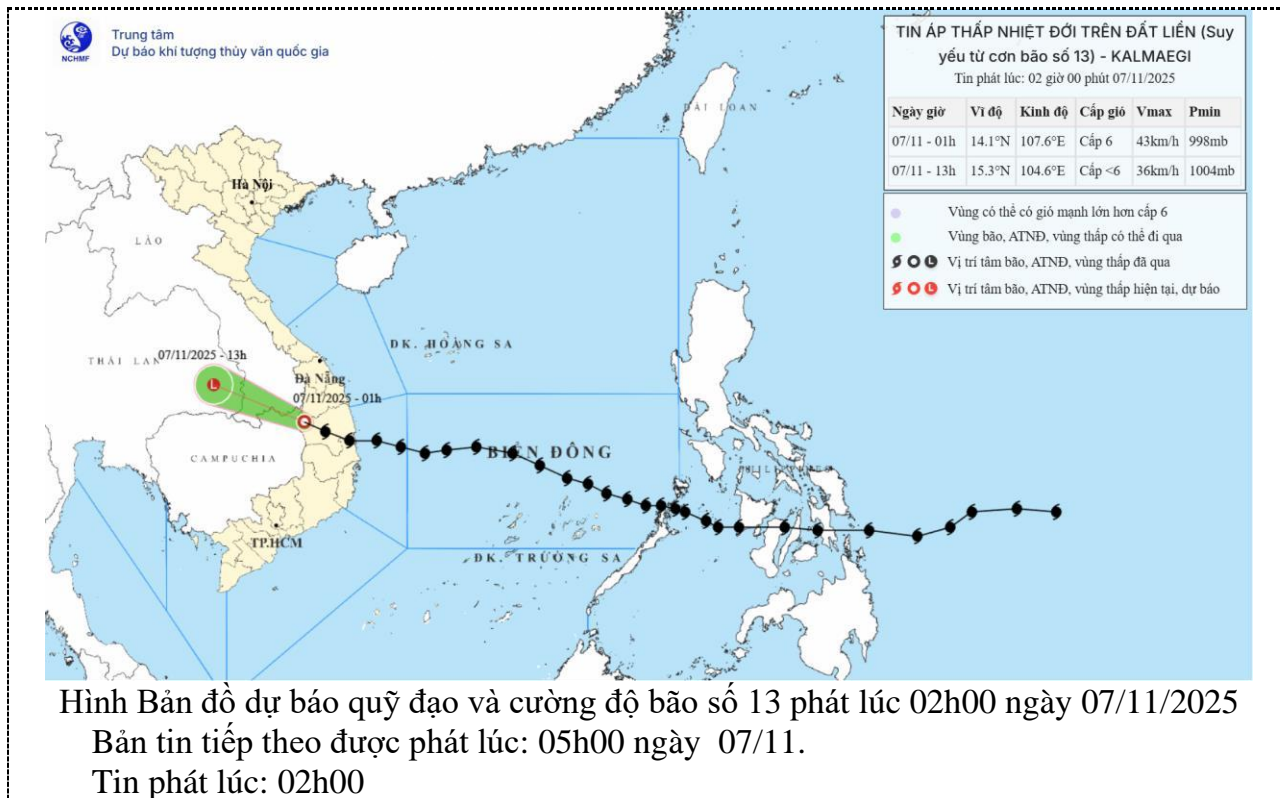 Trung tâm
Dự báo khí tượng thủy văn quốc gia
NCHMF
TIN ÁP THẤP NHIỆT ĐỚI TRÊN ĐẤT LIỀN (Suy
yếu từ cơn bão số 13) - KALMAEGI
Tin phát lúc: 02 giờ 00 phút 07/11/2025
Ngày giờ Vĩ độ Kinh độ Cấp gió Vmax Pmin
07/11 - 01h 14.1°N 107.6°E Cấp 6 43km/h 998mb
07/11 - 13h 15.3°N 104.6°E Cấp <6 36km/h 1004mb
Vùng có thể có gió mạnh lớn hơn cấp 6
Vùng bão, ATNĐ, vùng thấp có thể đi qua
Vị trí tâm bão, ATNĐ, vùng thấp đã qua
Vị trí tâm bão, ATNĐ, vùng thấp hiện tại, dự báo
ĐÀI LOAN
Hà Nội
LÀO
ĐK. HOÀNG SA
THÁI LAN
07/11/2025 - 13h
L
Đà Nẵng
07/11/2025 - 01h
BIỂN ĐÔNG
CAMPUCHIA
PHILIPPINES
TP.HCM
ĐK. TRƯỜNG SA
Hình Bản đồ dự báo quỹ đạo và cường độ bão số 13 phát lúc 02h00 ngày 07/11/2025
Bản tin tiếp theo được phát lúc: 05h00 ngày 07/11.
Tin phát lúc: 02h00